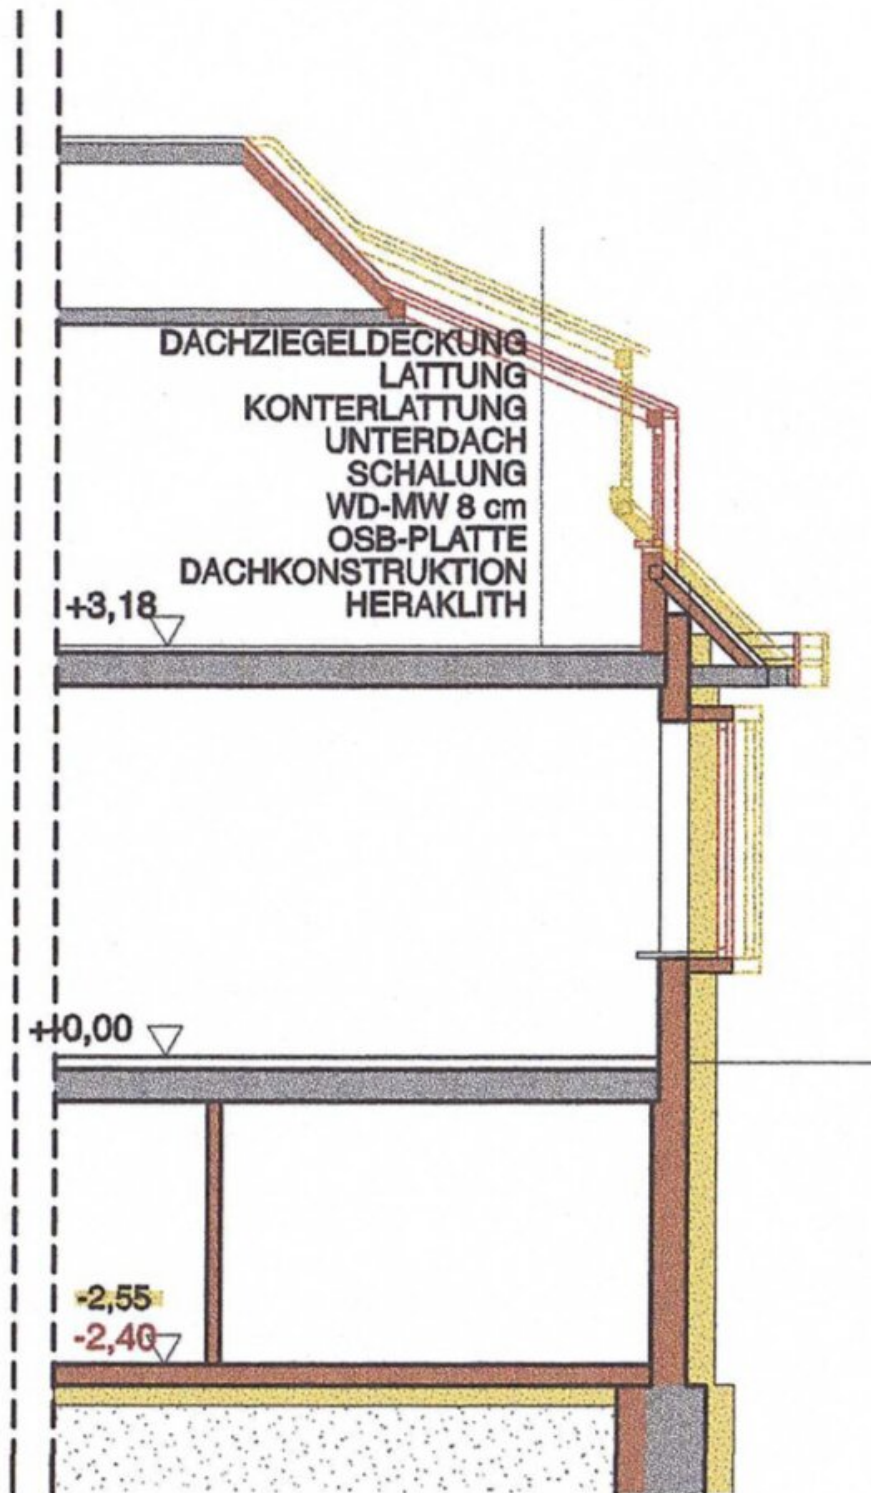 DACHZIEGELDECKUNG
LATTUNG
KONTERLATTUNG
UNTERDACH
SCHALUNG
WD-MW 8 cm
OSB-PLATTE
DACHKONSTRUKTION
HERAKLITH
+3,18
++0,00
-2,55
-2,40